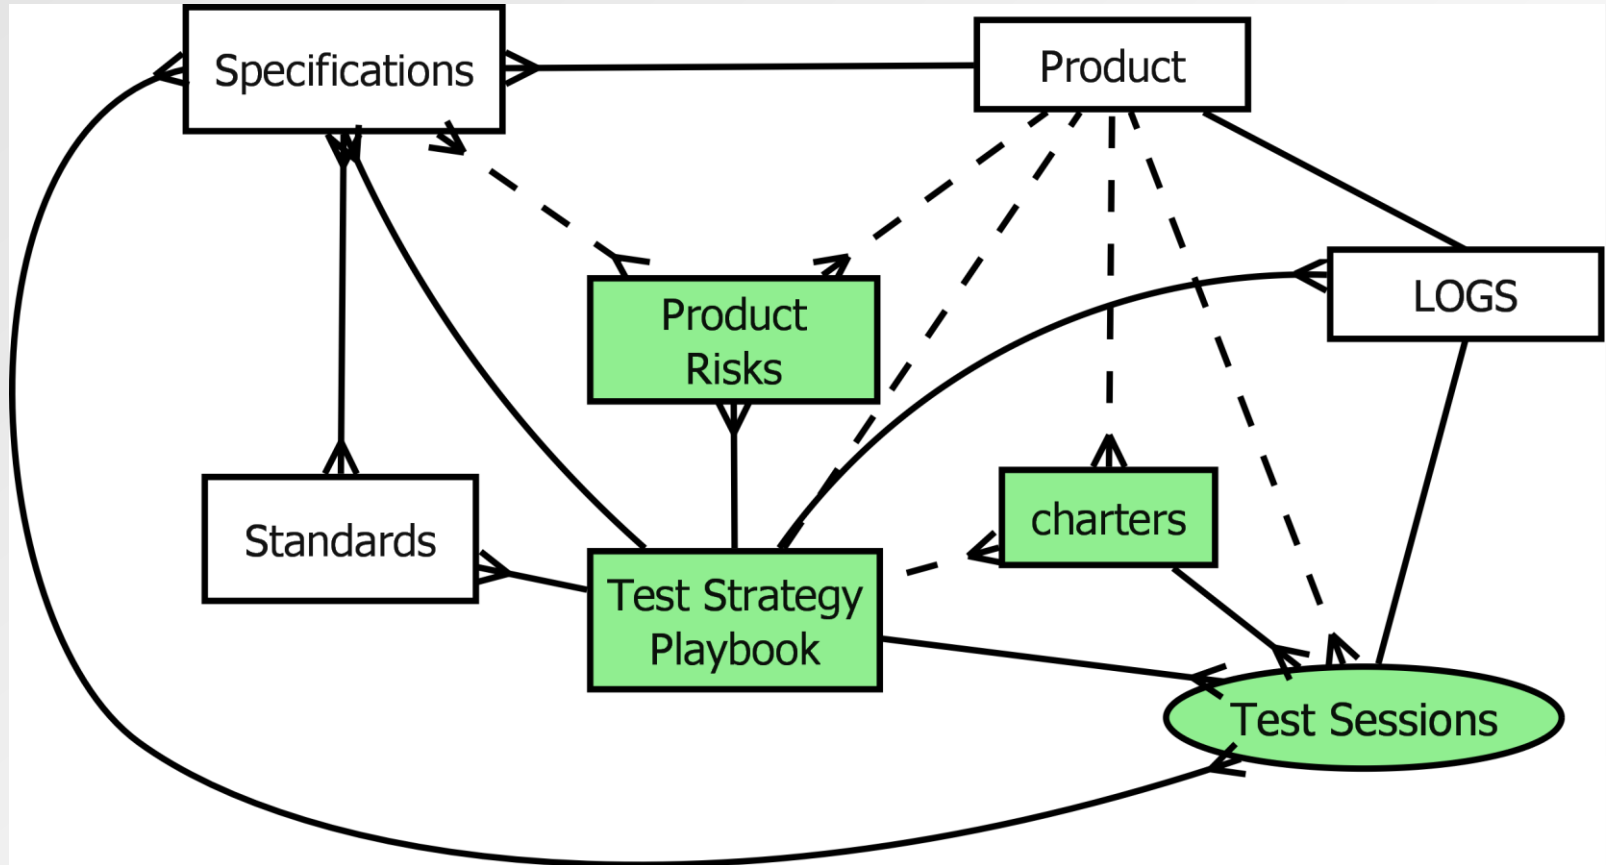 Specifications
Product
LOGS
Product
Risks
charters
Standards
Test Strategy
Playbook
Test Sessions